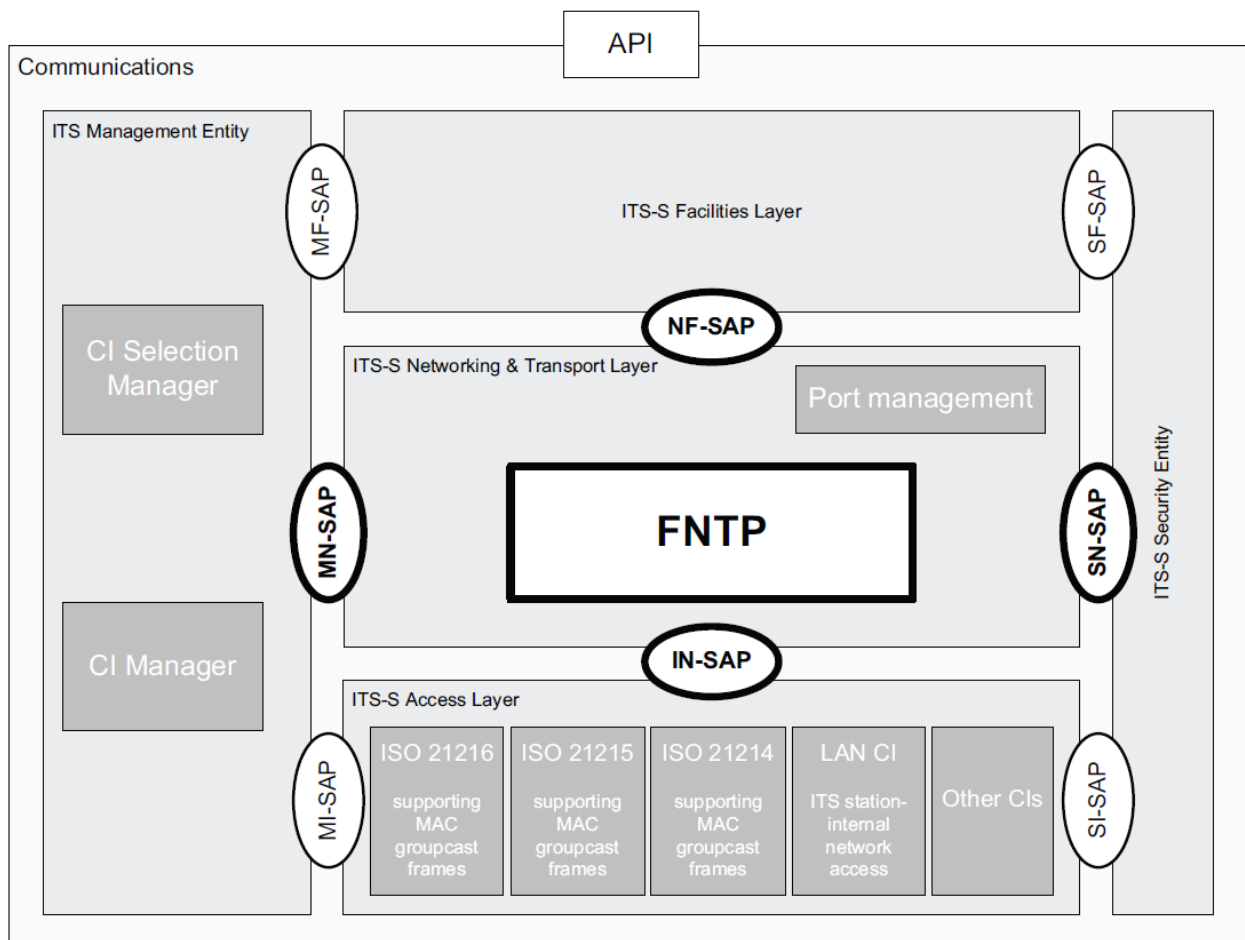 API
Communications
ITS Management Entity
MF-SAP
ITS-S Facilities Layer
SF-SAP
NF-SAP
CI Selection
Manager
ITS-S Networking & Transport Layer
Port management
MN-SAP
FNTP
SN-SAP
ITS-S Security Entity
CI Manager
IN-SAP
ITS-S Access Layer
MI-SAP
ISO 21216
supporting
MAC
groupcast
frames
ISO 21215
supporting
MAC
groupcast
frames
ISO 21214
supporting
MAC
groupcast
frames
LAN CI
ITS station-
internal
network
access
Other CIs
SI-SAP